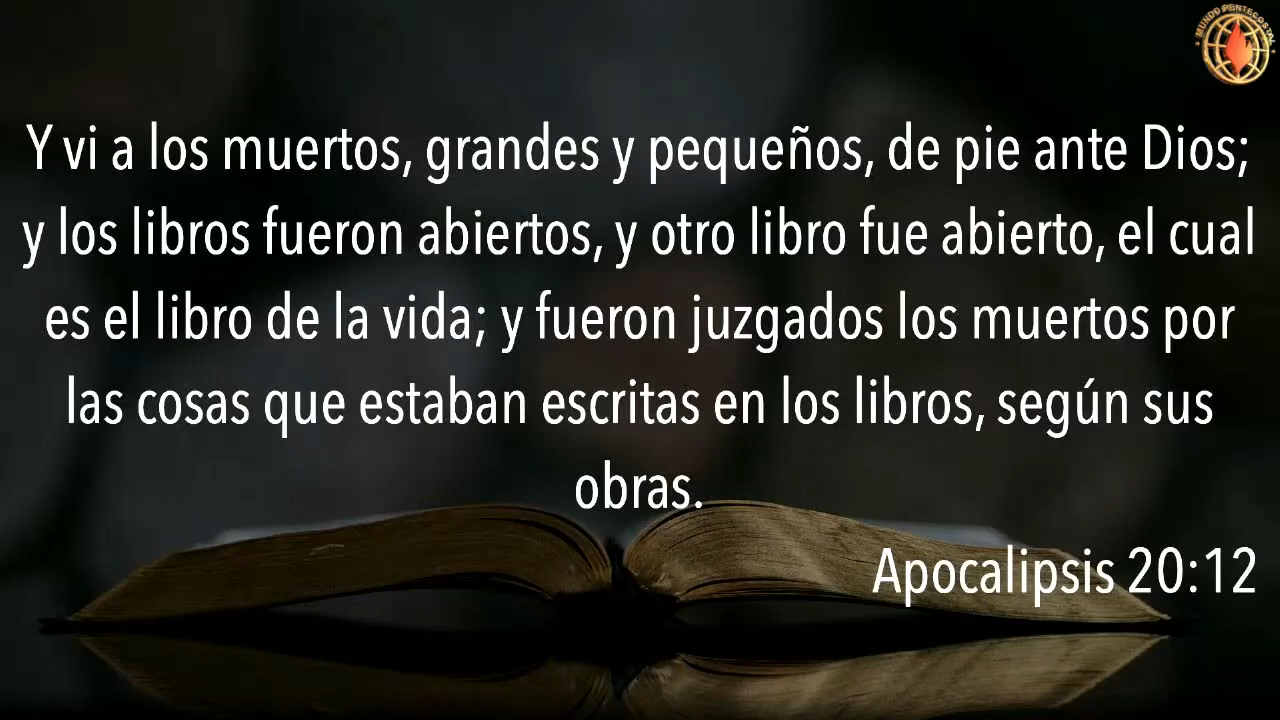 MUNDO PENTECOSTAL
Y vi a los muertos, grandes y pequeños, de pie ante Dios;
y los libros fueron abiertos, y otro libro fue abierto, el cual
es el libro de la vida; y fueron juzgados los muertos por
las cosas que estaban escritas en los libros, según sus
obras.
Apocalipsis 20:12